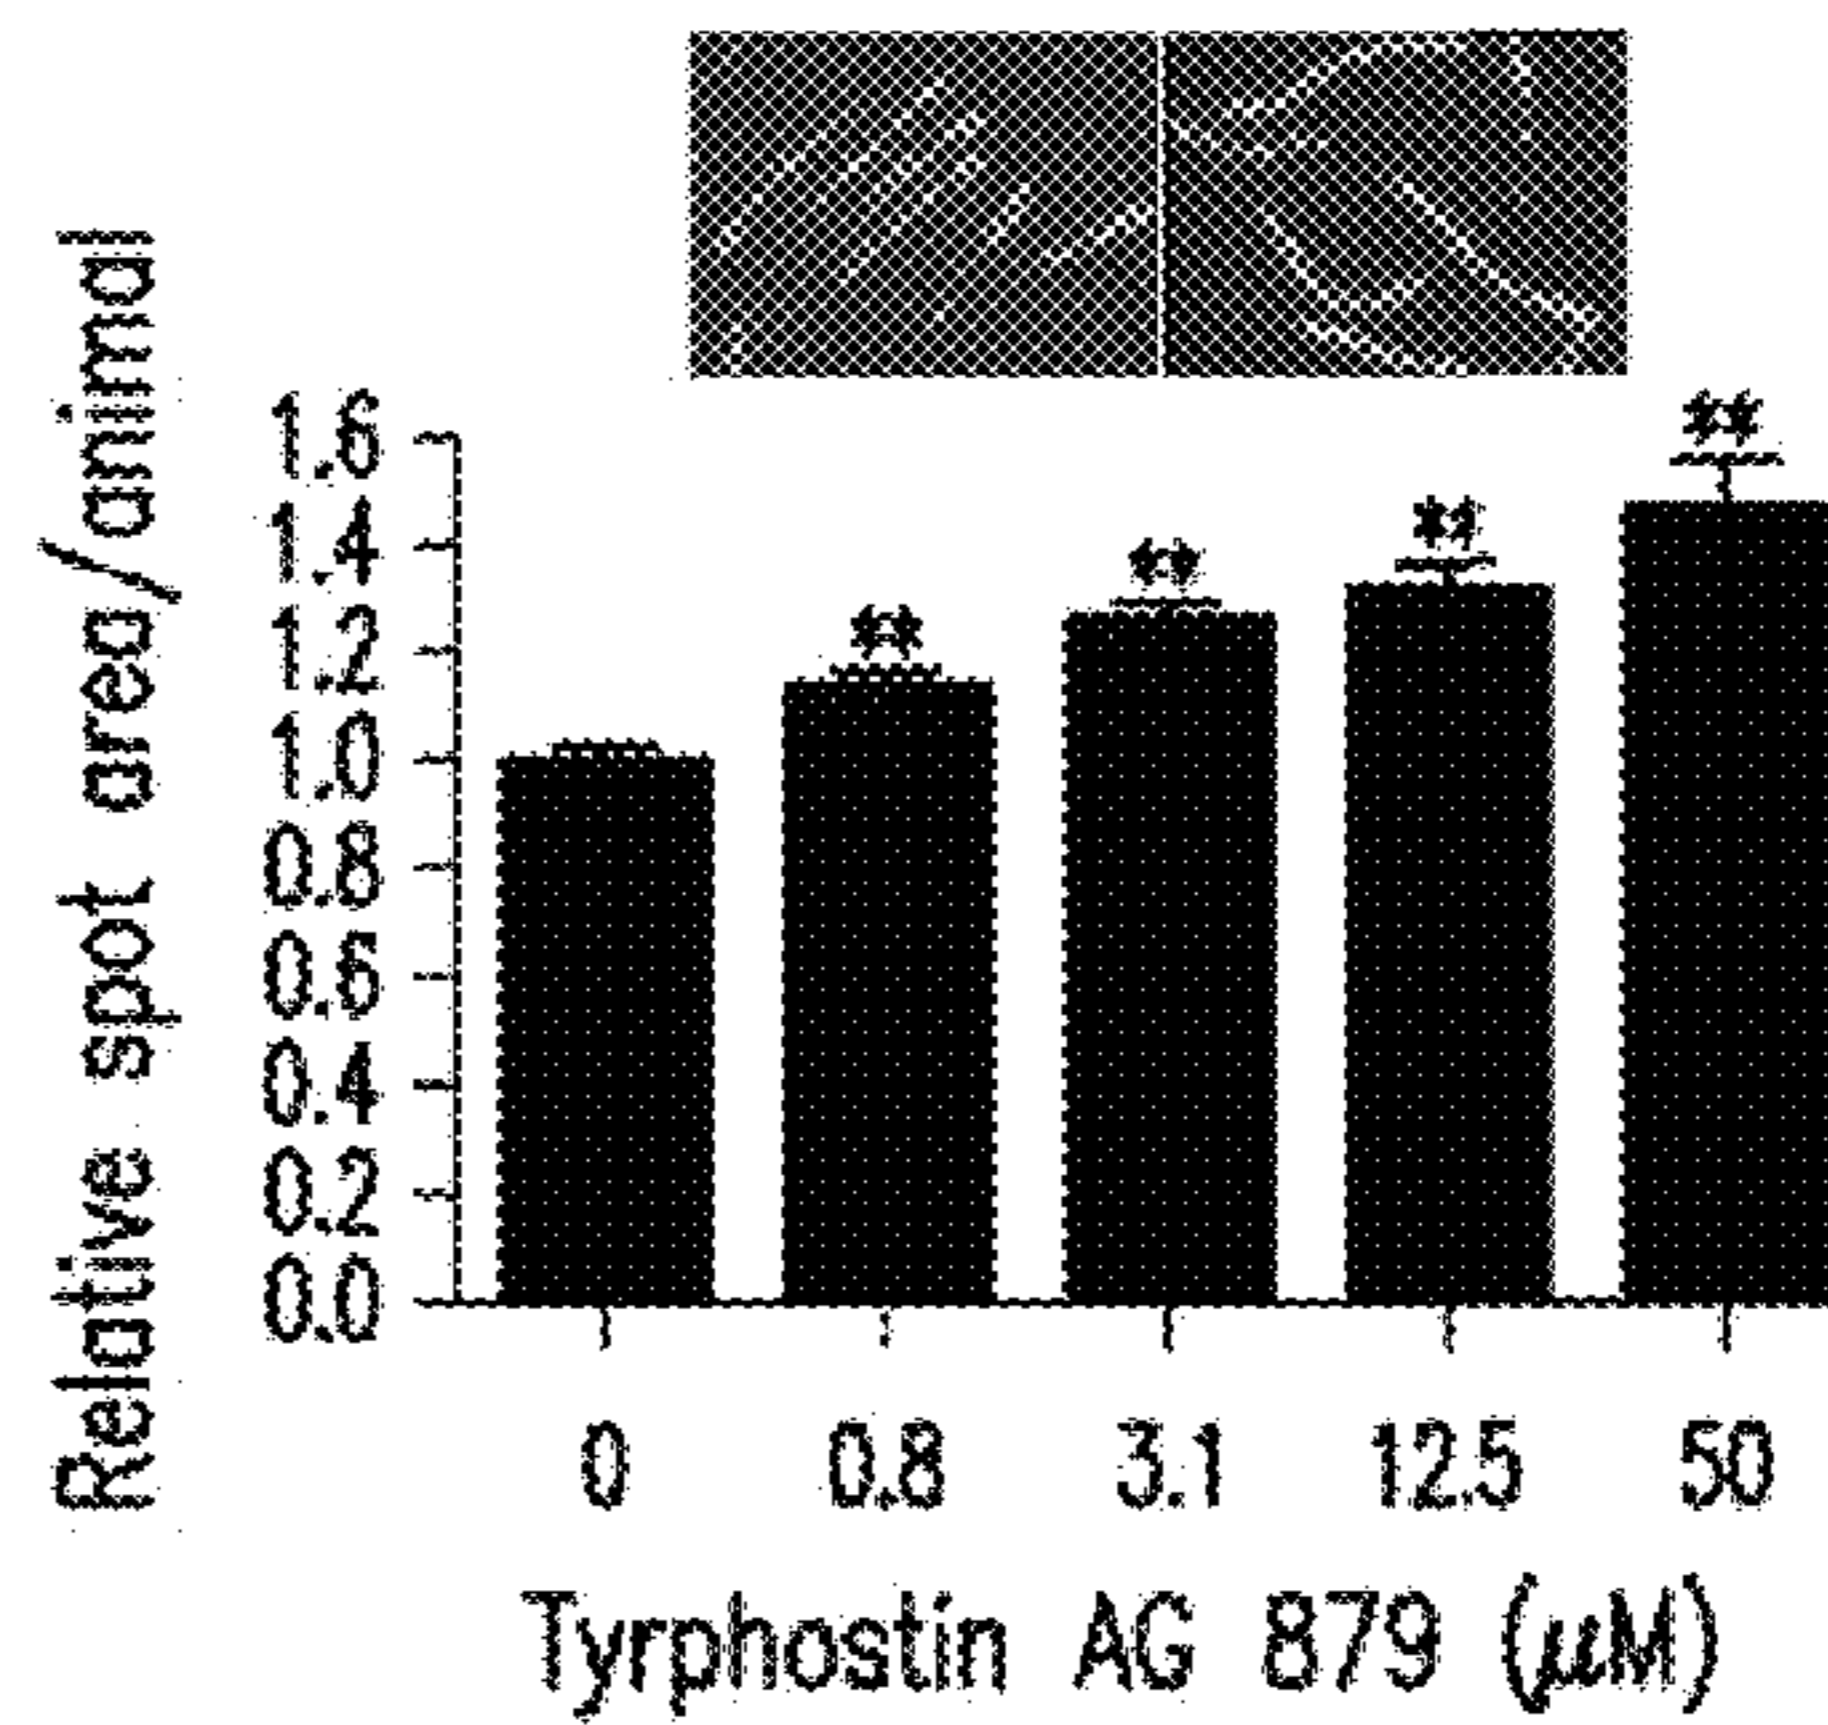 Relative spot area/animal
1.6
1.4
1.2
1.0
0.8
0.6
0.4
0.2
0.0
** ** ** **
0 0.8 3.1 12.5 50
Tyrphostin AG 879 (μM)